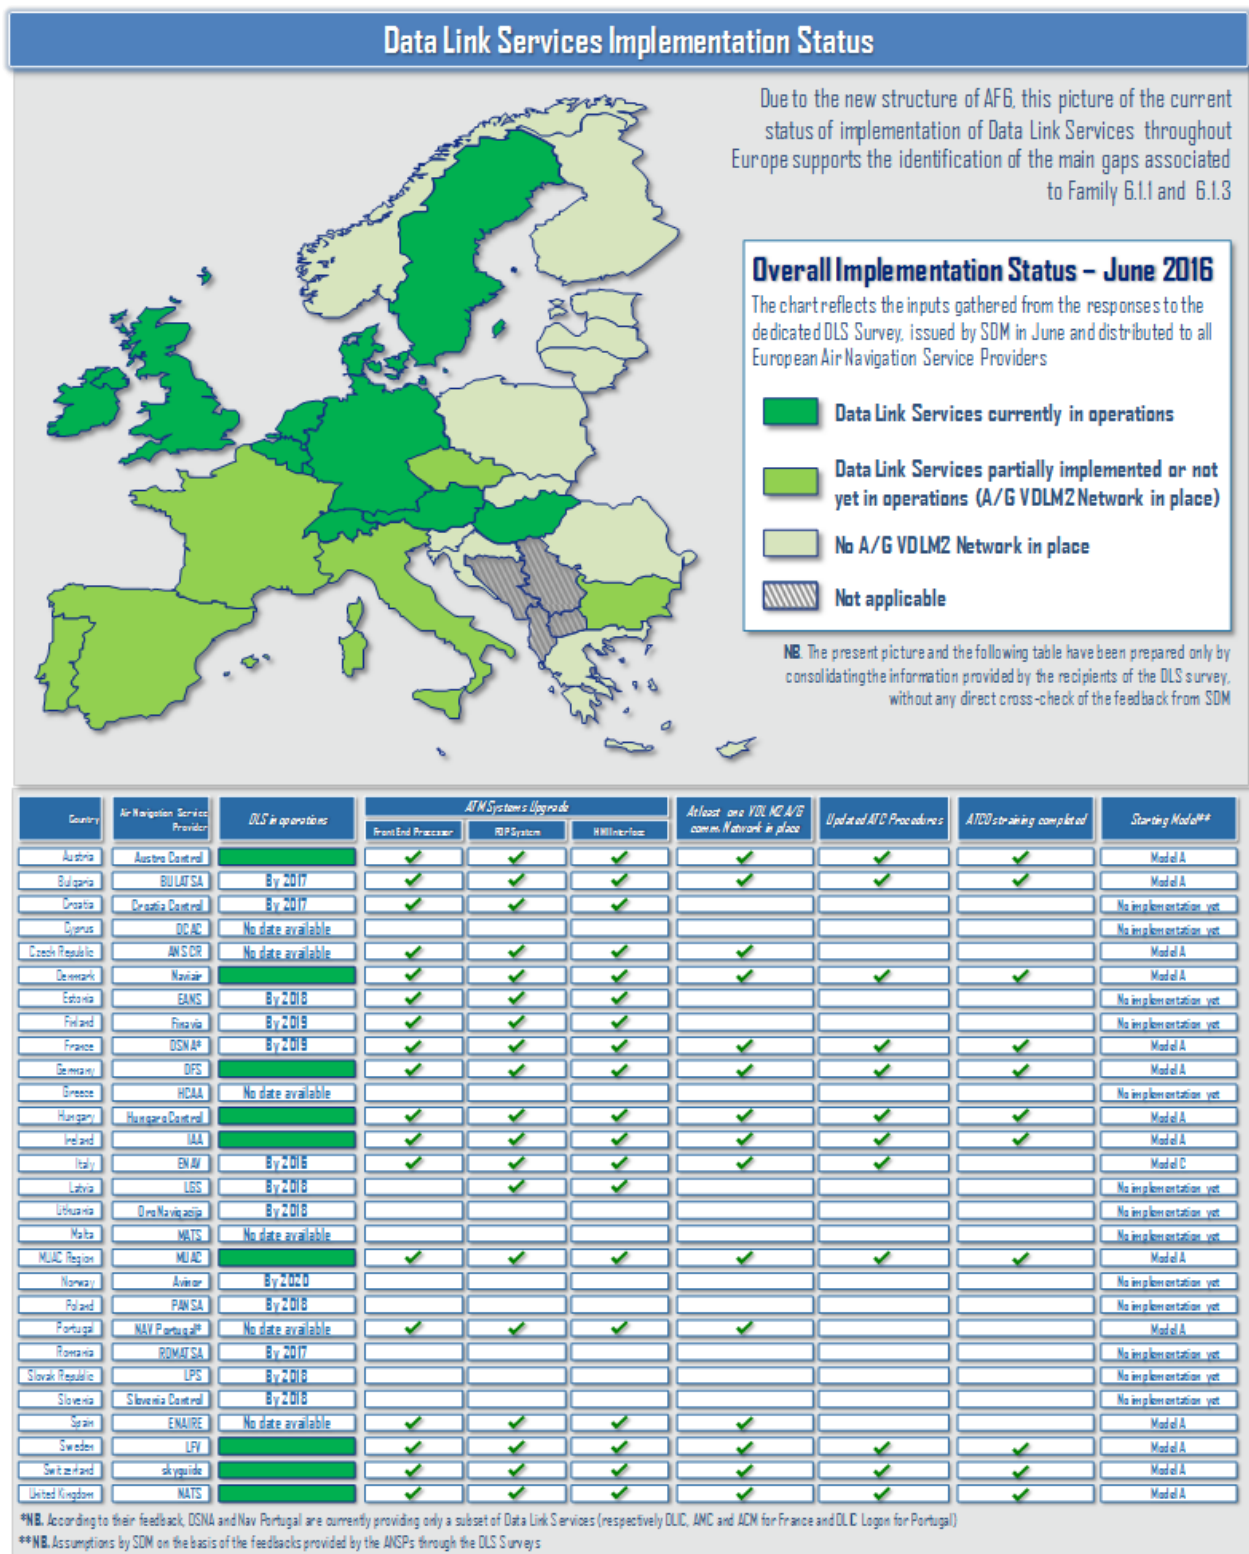 Data Link Services Implementation Status
Due to the new structure of AF6, this picture of the current
status of implementation of Data Link Services throughout
Europe supports the identification of the main gaps associated
to Family 6.1.1 and 6.1.3
Overall Implementation Status – June 2016
The chart reflects the inputs gathered from the responses to the
dedicated DLS Survey, issued by SDM in June and distributed to all
European Air Navigation Service Providers
Data Link Services currently in operations
Data Link Services partially implemented or not
yet in operations (A/G VDLM2 Network in place)
No A/G VDLM2 Network in place
Not applicable
NB. The present picture and the following table have been prepared only by
consolidating the information provided by the recipients of the DLS survey,
without any direct cross-check of the feedback from SDM
Country Air Navigation Service Provider DLS in operations ATM Systems Upgrade At least one VDL M2 A/G comm. Network in place Updated ATC Procedures ATCOs training completed Starting Model**
Front End Processor FDP System HMI Interface
Austria Austro Control ✓ ✓ ✓ ✓ ✓ ✓ Model A
Bulgaria BULATSA By 2017 ✓ ✓ ✓ ✓ ✓ ✓ Model A
Croatia Croatia Control By 2017 ✓ ✓ ✓ No implementation yet
Cyprus DCAC No date available No implementation yet
Czech Republic ANS CR No date available ✓ ✓ ✓ ✓ Model A
Denmark Naviair ✓ ✓ ✓ ✓ ✓ ✓ Model A
Estonia EANS By 2018 ✓ ✓ ✓ No implementation yet
Finland Finavia By 2019 ✓ ✓ ✓ No implementation yet
France DSNA* By 2019 ✓ ✓ ✓ ✓ ✓ ✓ Model A
Germany DFS ✓ ✓ ✓ ✓ ✓ ✓ Model A
Greece HCAA No date available No implementation yet
Hungary HungaroControl ✓ ✓ ✓ ✓ ✓ ✓ Model A
Ireland IAA ✓ ✓ ✓ ✓ ✓ ✓ Model A
Italy ENAV By 2016 ✓ ✓ ✓ ✓ ✓ Model C
Latvia LGS By 2018 ✓ ✓ No implementation yet
Lithuania Oro Navigacija By 2018 No implementation yet
Malta MATS No date available No implementation yet
MUAC Region MUAC ✓ ✓ ✓ ✓ ✓ ✓ Model A
Norway Avinor By 2020 No implementation yet
Poland PANSA By 2018 No implementation yet
Portugal NAV Portugal* No date available ✓ ✓ ✓ ✓ Model A
Romania ROMATSA By 2017 No implementation yet
Slovak Republic LPS By 2018 No implementation yet
Slovenia Slovenia Control By 2018 No implementation yet
Spain ENAIRE No date available ✓ ✓ ✓ ✓ Model A
Sweden LFV ✓ ✓ ✓ ✓ ✓ ✓ Model A
Switzerland skyguide ✓ ✓ ✓ ✓ ✓ ✓ Model A
United Kingdom NATS ✓ ✓ ✓ ✓ ✓ ✓ Model A
*NB. According to their feedback, DSNA and Nav Portugal are currently providing only a subset of Data Link Services (respectively DLIC, AMC and ACM for France and DLIC Logon for Portugal)
**NB. Assumptions by SDM on the basis of the feedbacks provided by the ANSPs through the DLS Surveys